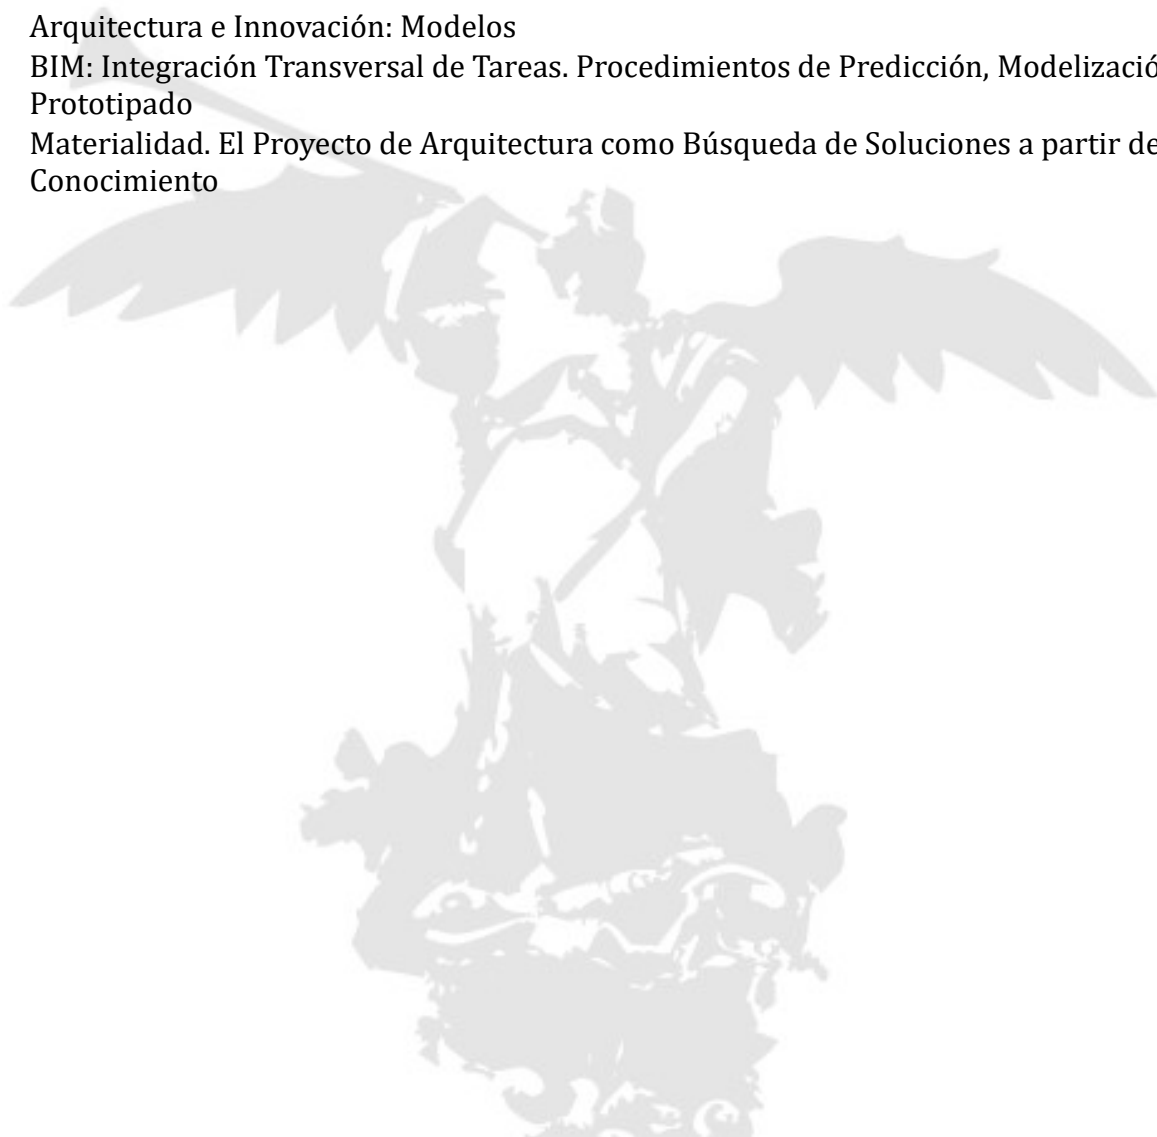 Arquitectura e Innovación: Modelos
BIM: Integración Transversal de Tareas. Procedimientos de Predicción, Modelizació
Prototipado
Materialidad. El Proyecto de Arquitectura como Búsqueda de Soluciones a partir de
Conocimiento